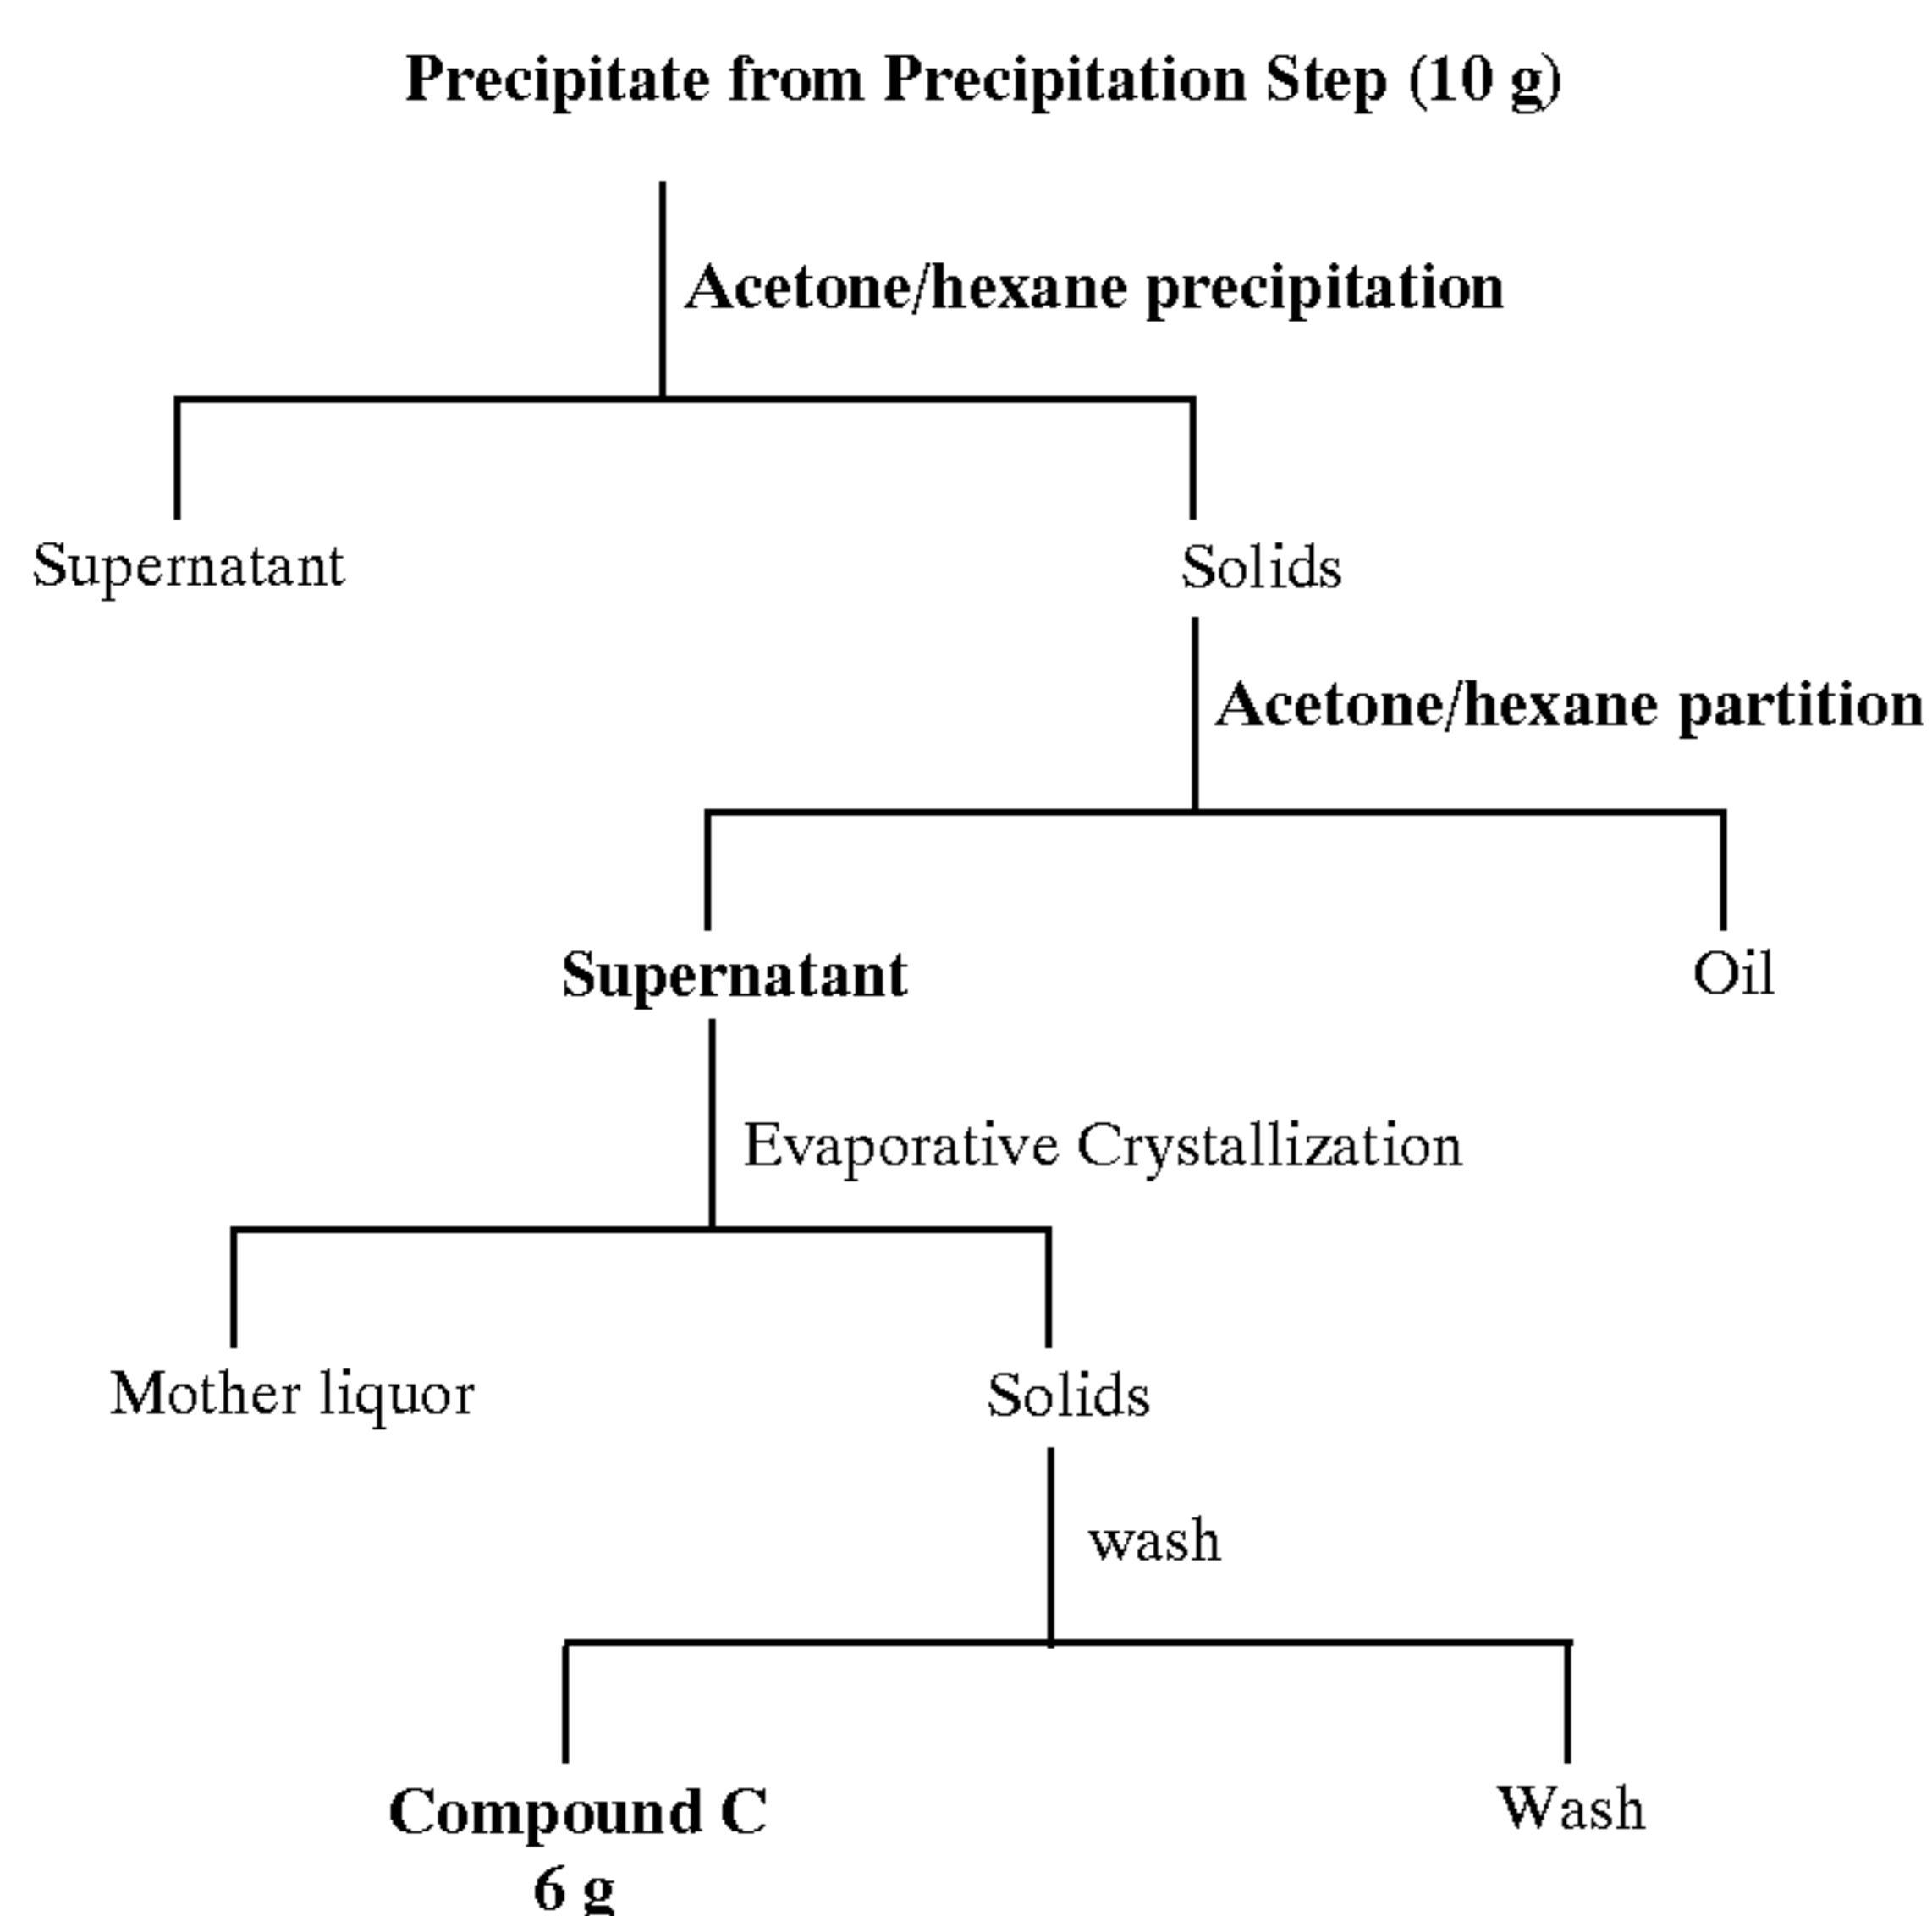 Precipitate from Precipitation Step (10 g)
Acetone/hexane precipitation
Supernatant
Solids
Acetone/hexane partition
Supernatant
Oil
Evaporative Crystallization
Mother liquor
Solids
wash
Compound C
6 g
Wash